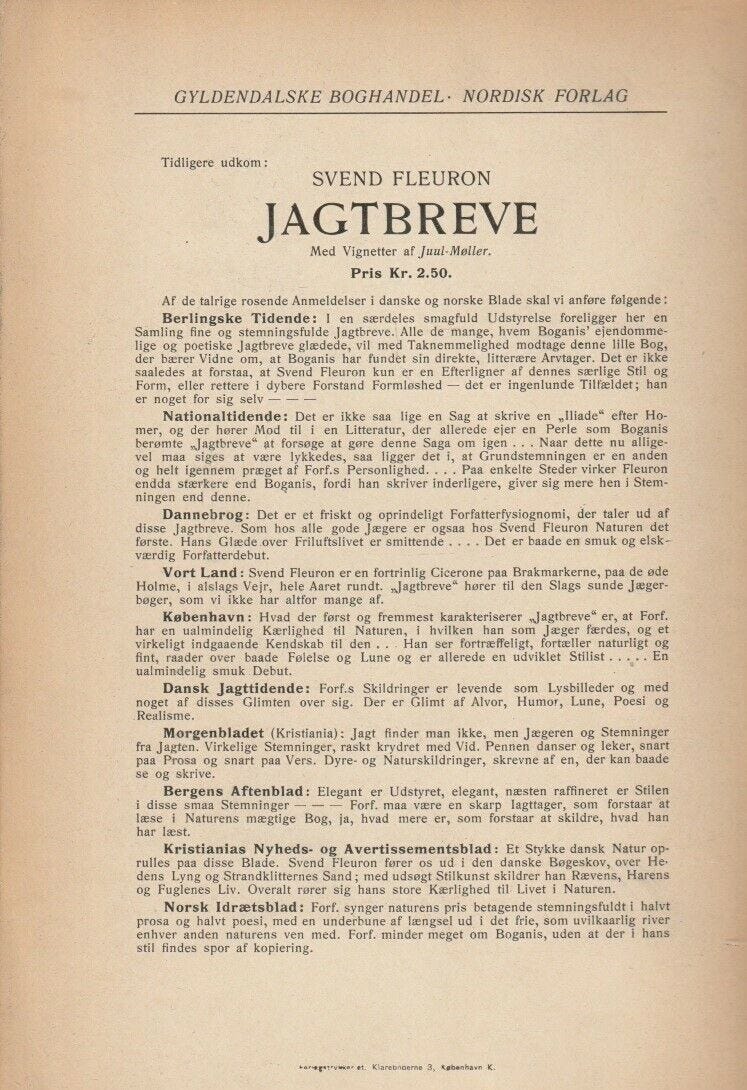 GYLDENDALSKE BOGHANDEL · NORDISK FORLAG
Tidligere udkom:
SVEND FLEURON
JAGTBREVE
Med Vignetter af Juul-Møller.
Pris Kr. 2.50.
Af de talrige rosende Anmeldelser i danske og norske Blade skal vi anføre følgende:
Berlingske Tidende: I en særdeles smagfuld Udstyrelse foreligger her en
Samling fine og stemningsfulde Jagtbreve. Alle de mange, hvem Boganis' ejendomme-
lige og poetiske Jagtbreve glædede, vil med Taknemmelighed modtage denne lille Bog,
der bærer Vidne om, at Boganis har fundet sin direkte, litterære Arvtager. Det er ikke
saaledes at forstaa, at Svend Fleuron kun er en Efterligner af dennes særlige Stil og
Form, eller rettere i dybere Forstand Formløshed — det er ingenlunde Tilfældet; han
er noget for sig selv — — —
Nationaltidende: Det er ikke saa lige en Sag at skrive en „Iliade“ efter Ho-
mer, og der hører Mod til i en Litteratur, der allerede ejer en Perle som Boganis
berømte „Jagtbreve“ at forsøge at gøre denne Saga om igen . . . Naar dette nu allige-
vel maa siges at være lykkedes, saa ligger det i, at Grundstemningen er en anden
og helt igennem præget af Forf.s Personlighed. . . . Paa enkelte Steder virker Fleuron
endda stærkere end Boganis, fordi han skriver inderligere, giver sig mere hen i Stem-
ningen end denne.
Dannebrog: Det er et friskt og oprindeligt Forfatterfysiognomi, der taler ud af
disse Jagtbreve. Som hos alle gode Jægere er ogsaa hos Svend Fleuron Naturen det
første. Hans Glæde over Friluftslivet er smittende . . . . Det er baade en smuk og elsk-
værdig Forfatterdebut.
Vort Land: Svend Fleuron er en fortrinlig Cicerone paa Brakmarkerne, paa de øde
Holme, i alslags Vejr, hele Aaret rundt. „Jagtbreve“ hører til den Slags sunde Jæger-
bøger, som vi ikke har altfor mange af.
København: Hvad der først og fremmest karakteriserer „Jagtbreve“ er, at Forf.
har en ualmindelig Kærlighed til Naturen, i hvilken han som Jæger færdes, og et
virkeligt indgaaende Kendskab til den . . . Han ser fortræffeligt, fortæller naturligt og
fint, raader over baade Følelse og Lune og er allerede en udviklet Stilist . . . . . En
ualmindelig smuk Debut.
Dansk Jagttidende: Forf.s Skildringer er levende som Lysbilleder og med
noget af disses Glimten over sig. Der er Glimt af Alvor, Humor, Lune, Poesi og
Realisme.
Morgenbladet (Kristiania): Jagt finder man ikke, men Jægeren og Stemninger
fra Jagten. Virkelige Stemninger, raskt krydret med Vid. Pennen danser og leker, snart
paa Prosa og snart paa Vers. Dyre- og Naturskildringer, skrevne af en, der kan baade
se og skrive.
Bergens Aftenblad: Elegant er Udstyret, elegant, næsten raffineret er Stilen
i disse smaa Stemninger — — — Forf. maa være en skarp Iagttager, som forstaar at
læse i Naturens mægtige Bog, ja, hvad mere er, som forstaar at skildre, hvad han
har læst.
Kristianias Nyheds- og Avertissementsblad: Et Stykke dansk Natur op-
rulles paa disse Blade. Svend Fleuron fører os ud i den danske Bøgeskov, over He-
dens Lyng og Strandklitternes Sand; med udsøgt Stilkunst skildrer han Rævens, Harens
og Fuglenes Liv. Overalt rører sig hans store Kærlighed til Livet i Naturen.
Norsk Idrætsblad: Forf. synger naturens pris betagende stemningsfuldt i halvt
prosa og halvt poesi, med en underbune af længsel ud i det frie, som uvilkaarlig river
enhver anden naturens ven med. Forf. minder meget om Boganis, uden at der i hans
stil findes spor af kopiering.
Klareboderne 3, København K.